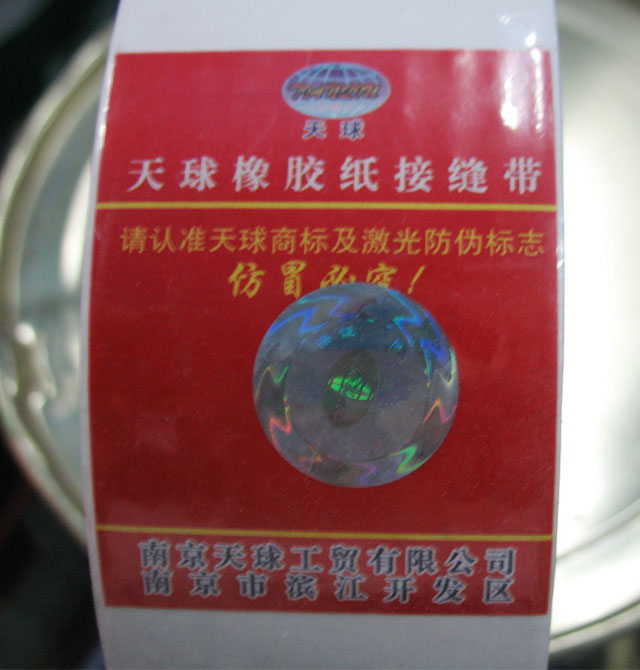 天球
天球橡胶纸接缝带
请认准天球商标及激光防伪标志
仿冒必究！
南京天球工贸有限公司
南京市滨江开发区